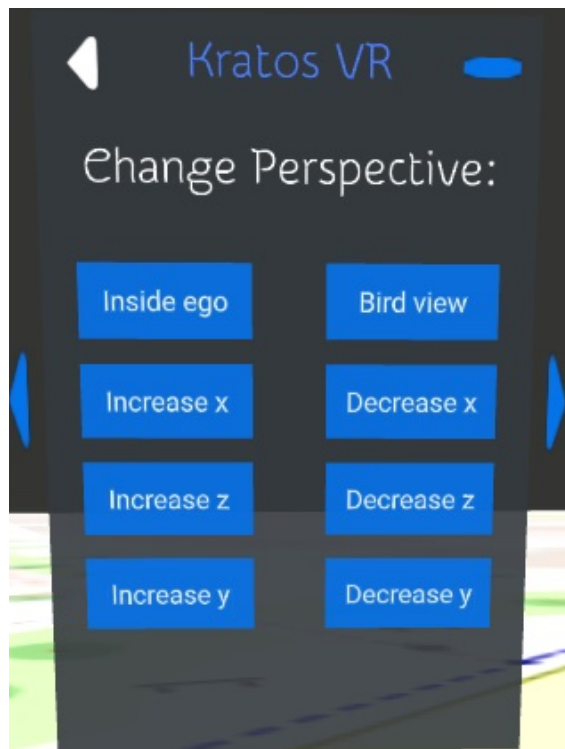 Kratos VR
Change Perspective:
Inside ego Bird view
Increase x Decrease x
Increase z Decrease z
Increase y Decrease y